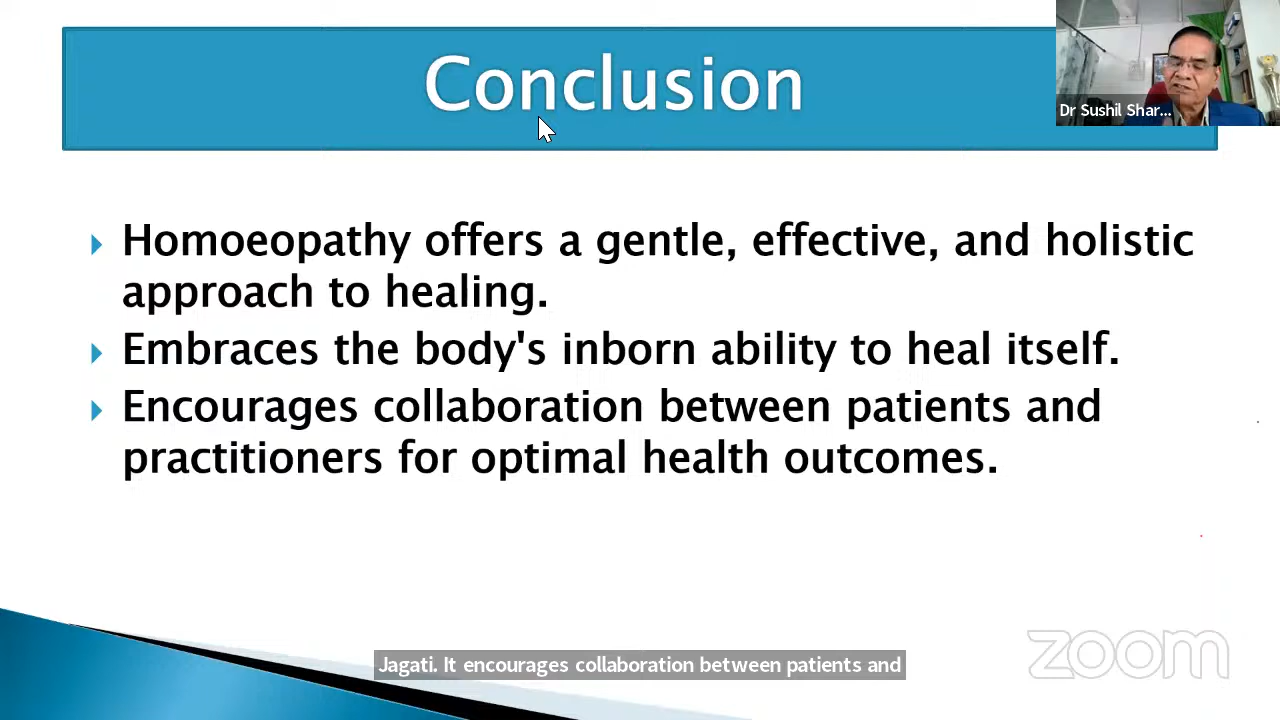 Conclusion
Dr Sushil Shar...
Homoeopathy offers a gentle, effective, and holistic
approach to healing.
Embraces the body's inborn ability to heal itself.
Encourages collaboration between patients and
practitioners for optimal health outcomes.
Jagati. It encourages collaboration between patients and
zoom